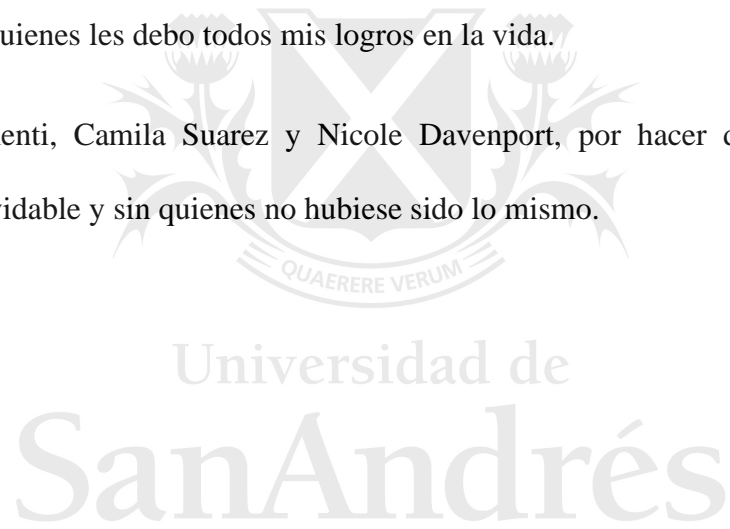 uienes les debo todos mis logros en la vida.
enti, Camila Suarez y Nicole Davenport, por hacer
vidable y sin quienes no hubiese sido lo mismo.
QUAERERE VERUM
Universidad de
SanAndrés